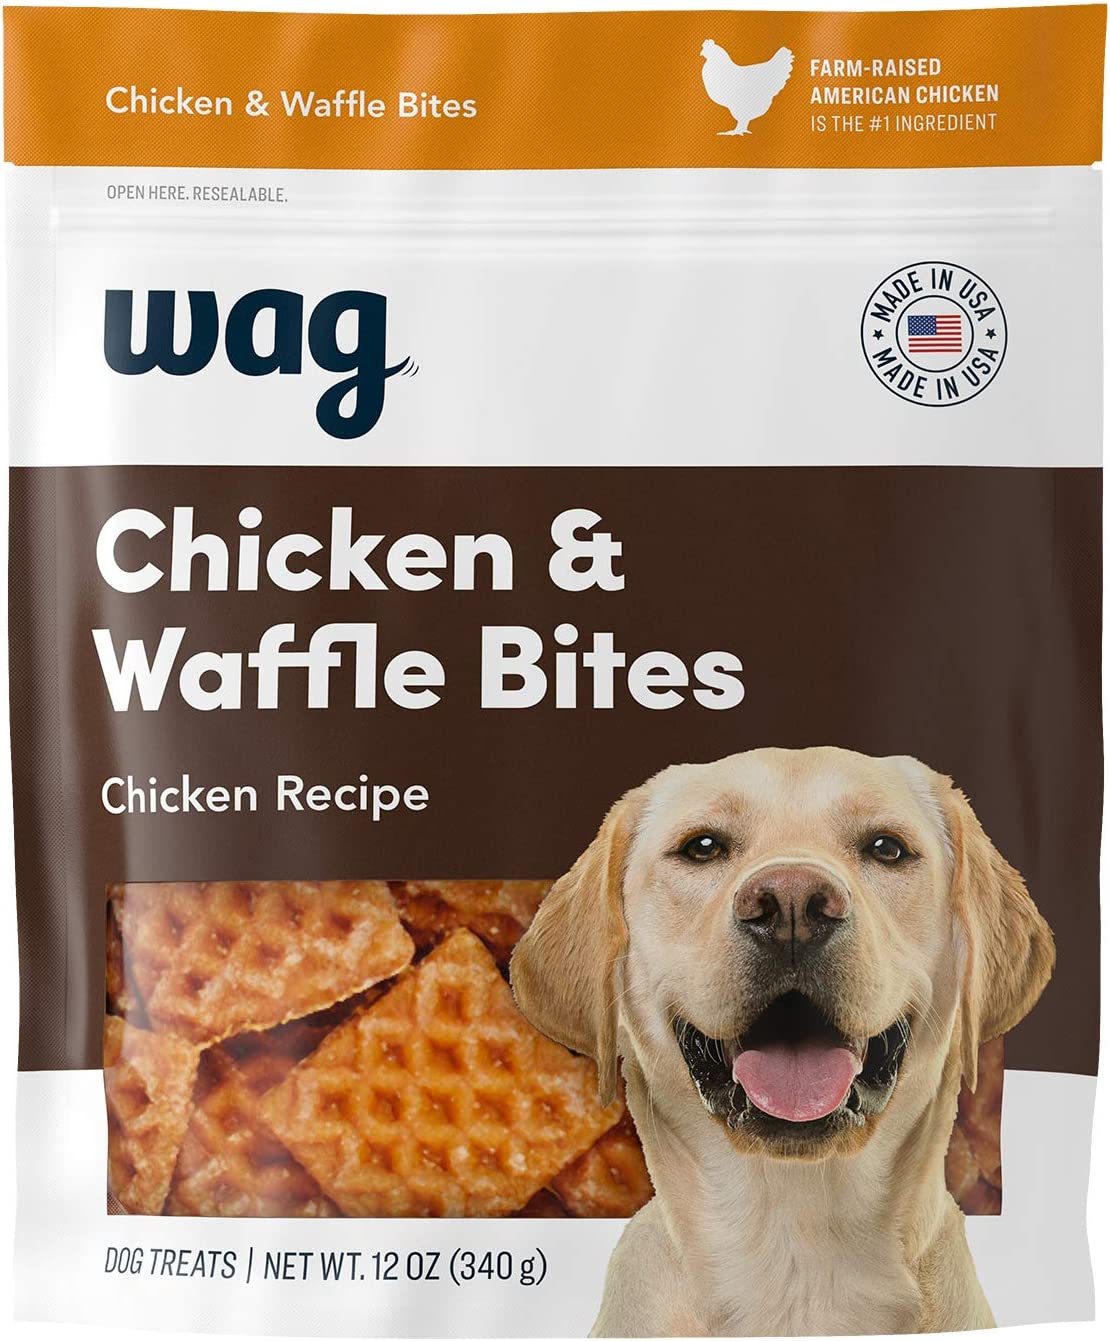 Chicken & Waffle Bites
FARM-RAISED
AMERICAN CHICKEN
IS THE #1 INGREDIENT
OPEN HERE. RESEALABLE.
wag
MADE IN USA
MADE IN USA
Chicken &
Waffle Bites
Chicken Recipe
DOG TREATS | NET WT. 12 OZ (340 g)